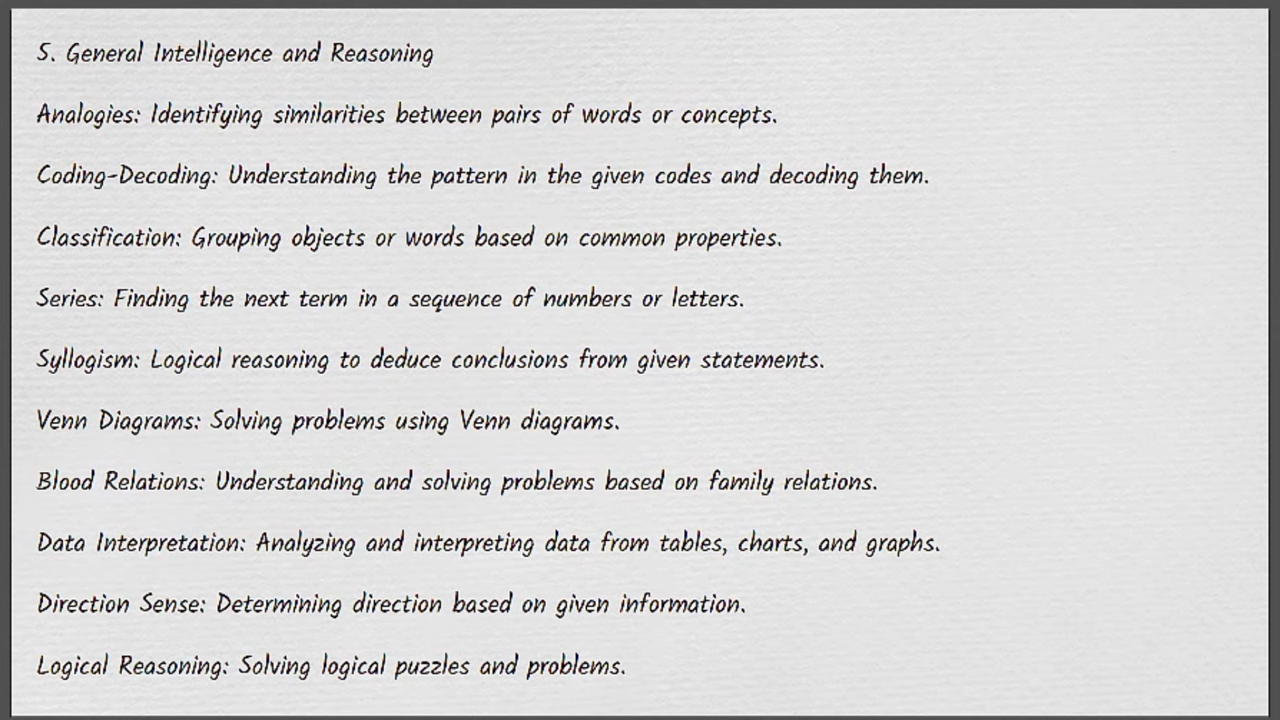 5. General Intelligence and Reasoning
Analogies: Identifying similarities between pairs of words or concepts.
Coding-Decoding: Understanding the pattern in the given codes and decoding them.
Classification: Grouping objects or words based on common properties.
Series: Finding the next term in a sequence of numbers or letters.
Syllogism: Logical reasoning to deduce conclusions from given statements.
Venn Diagrams: Solving problems using Venn diagrams.
Blood Relations: Understanding and solving problems based on family relations.
Data Interpretation: Analyzing and interpreting data from tables, charts, and graphs.
Direction Sense: Determining direction based on given information.
Logical Reasoning: Solving logical puzzles and problems.